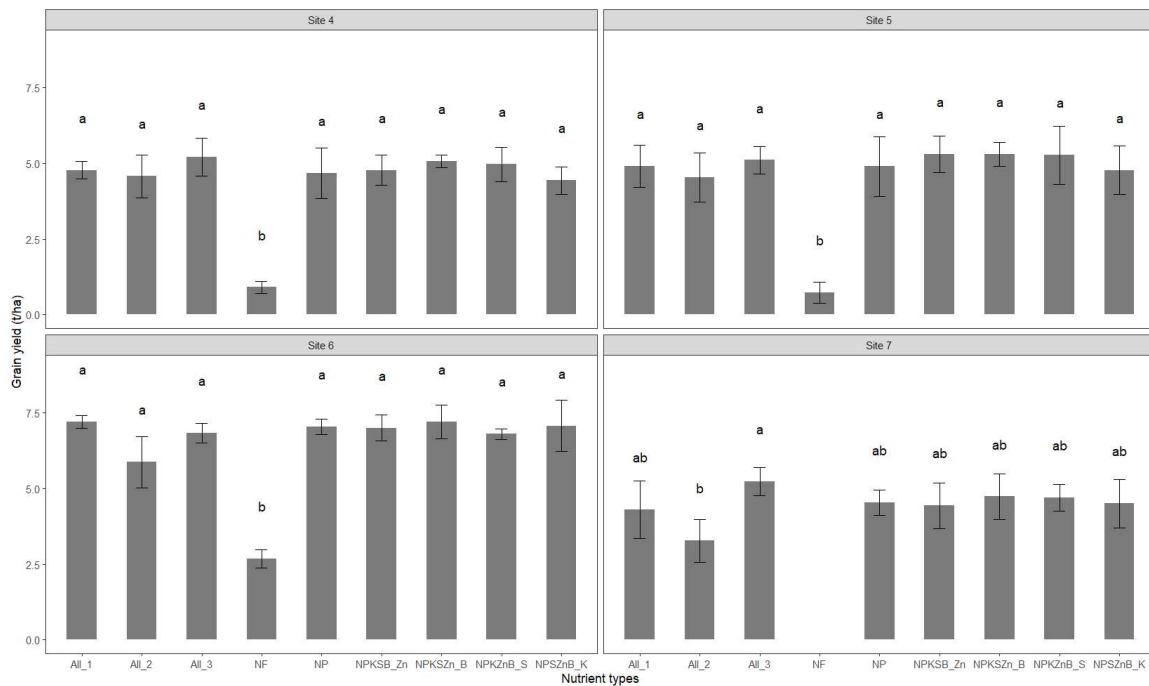 Site 4
Site 5
7.5
5.0
2.5
0.0
a a a b a a a a a
a a a b a a a a a
Grain yield (t/ha)
Site 6
Site 7
7.5
5.0
2.5
0.0
a a a b a a a a a
ab b a ab ab ab ab ab
All_1 All_2 All_3 NF NP NPKSB_Zn NPKSZn_B NPKZnB_S NPSZnB_K
All_1 All_2 All_3 NF NP NPKSB_Zn NPKSZn_B NPKZnB_S NPSZnB_K
Nutrient types